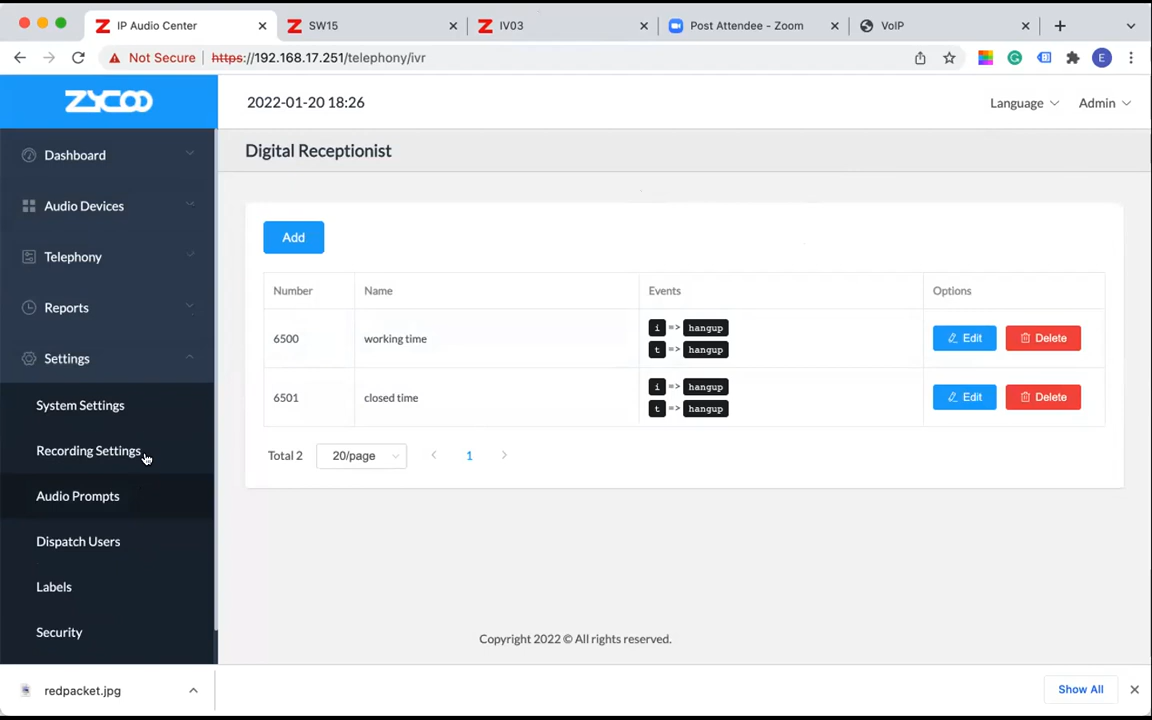 IP Audio Center
SW15
IV03
Post Attendee - Zoom
VoIP
Not Secure | https://192.168.17.251/telephony/ivr
E
ZYCOO
2022-01-20 18:26
Language
Admin
Dashboard
Audio Devices
Telephony
Reports
Settings
System Settings
Recording Settings
Audio Prompts
Dispatch Users
Labels
Security
Digital Receptionist
Add
Number Name Events Options
6500 working time i => hangup t => hangup Edit Delete
6501 closed time i => hangup t => hangup Edit Delete
Total 2 20/page 1
Copyright 2022 © All rights reserved.
redpacket.jpg
Show All